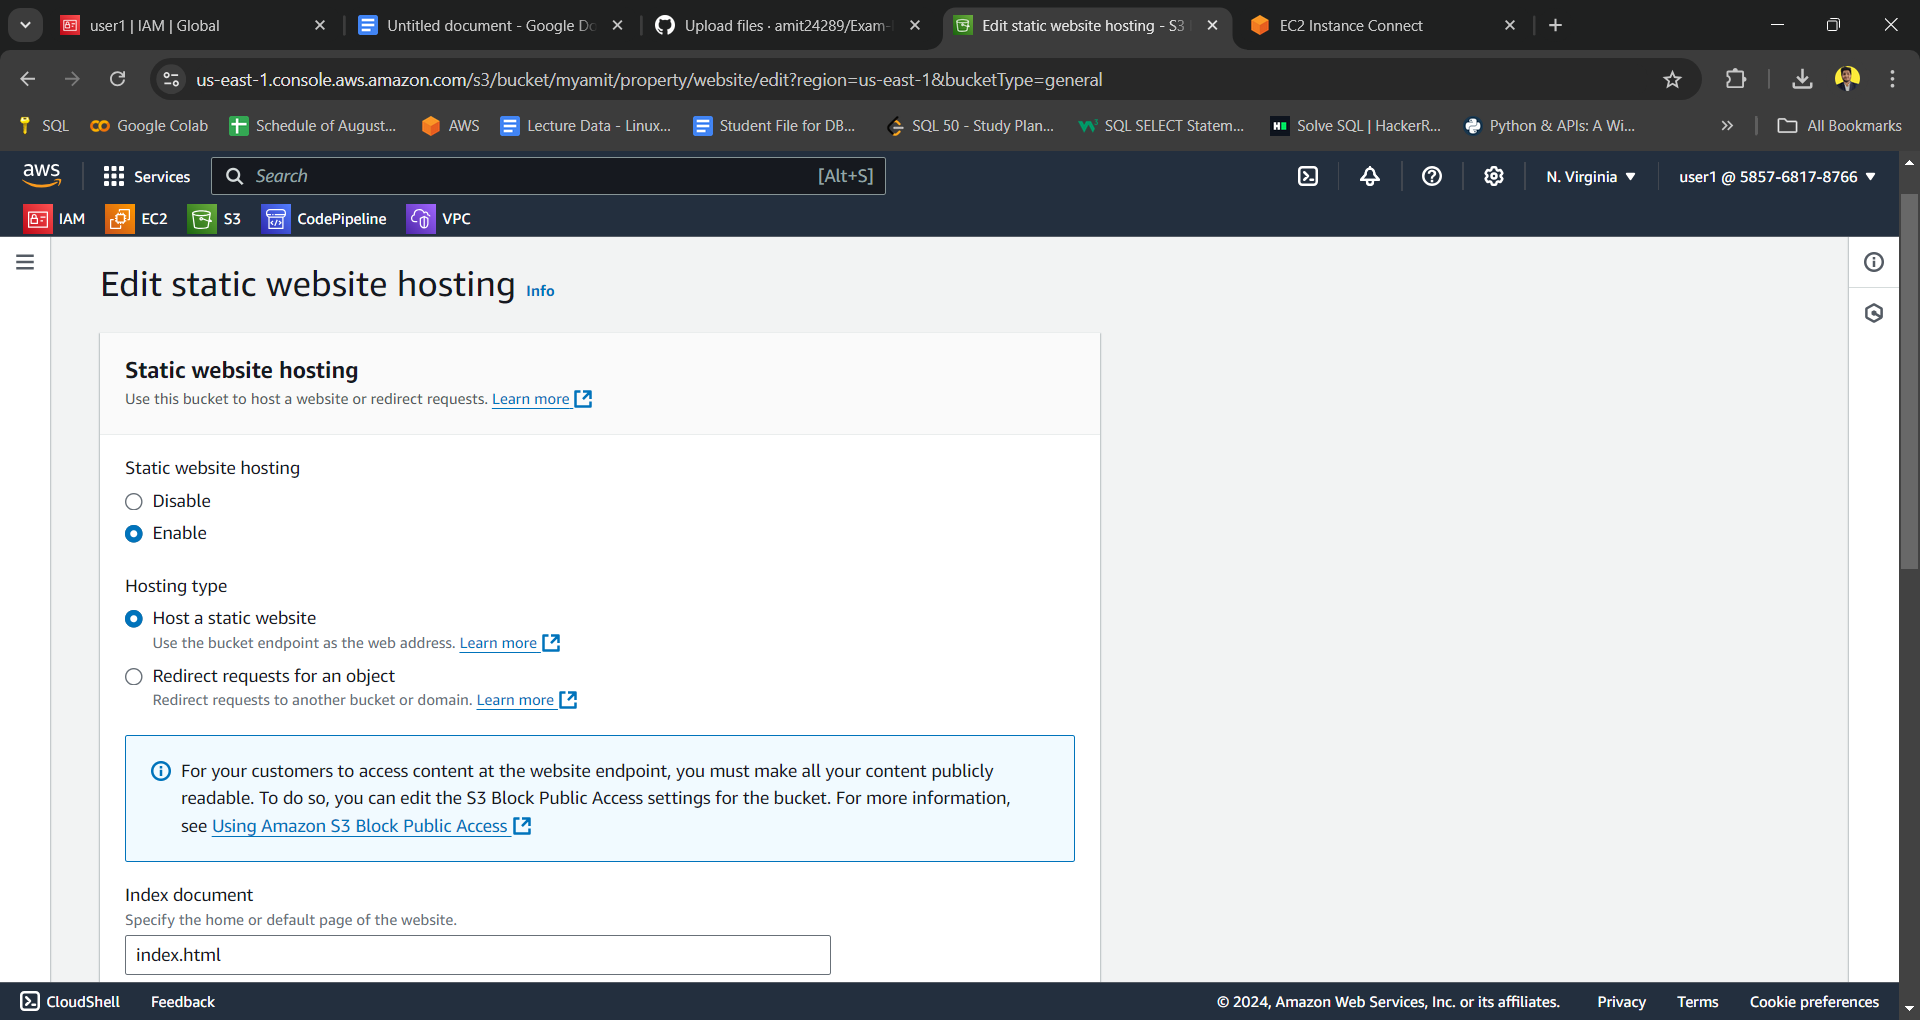 user1 | IAM | Global
Untitled document - Google Do
Upload files · amit24289/Exam-
Edit static website hosting - S3
EC2 Instance Connect
us-east-1.console.aws.amazon.com/s3/bucket/myamit/property/website/edit?region=us-east-1&bucketType=general
SQL
Google Colab
Schedule of August...
AWS
Lecture Data - Linux...
Student File for DB...
SQL 50 - Study Plan...
SQL SELECT Statem...
Solve SQL | HackerR...
Python & APIs: A Wi...
All Bookmarks
aws
Services
Search
[Alt+S]
N. Virginia
user1 @ 5857-6817-8766
IAM
EC2
S3
CodePipeline
VPC
Edit static website hosting Info
Static website hosting
Use this bucket to host a website or redirect requests. Learn more
Static website hosting
Disable
Enable
Hosting type
Host a static website
Use the bucket endpoint as the web address. Learn more
Redirect requests for an object
Redirect requests to another bucket or domain. Learn more
For your customers to access content at the website endpoint, you must make all your content publicly
readable. To do so, you can edit the S3 Block Public Access settings for the bucket. For more information,
see Using Amazon S3 Block Public Access
Index document
Specify the home or default page of the website.
index.html
CloudShell
Feedback
© 2024, Amazon Web Services, Inc. or its affiliates.
Privacy
Terms
Cookie preferences